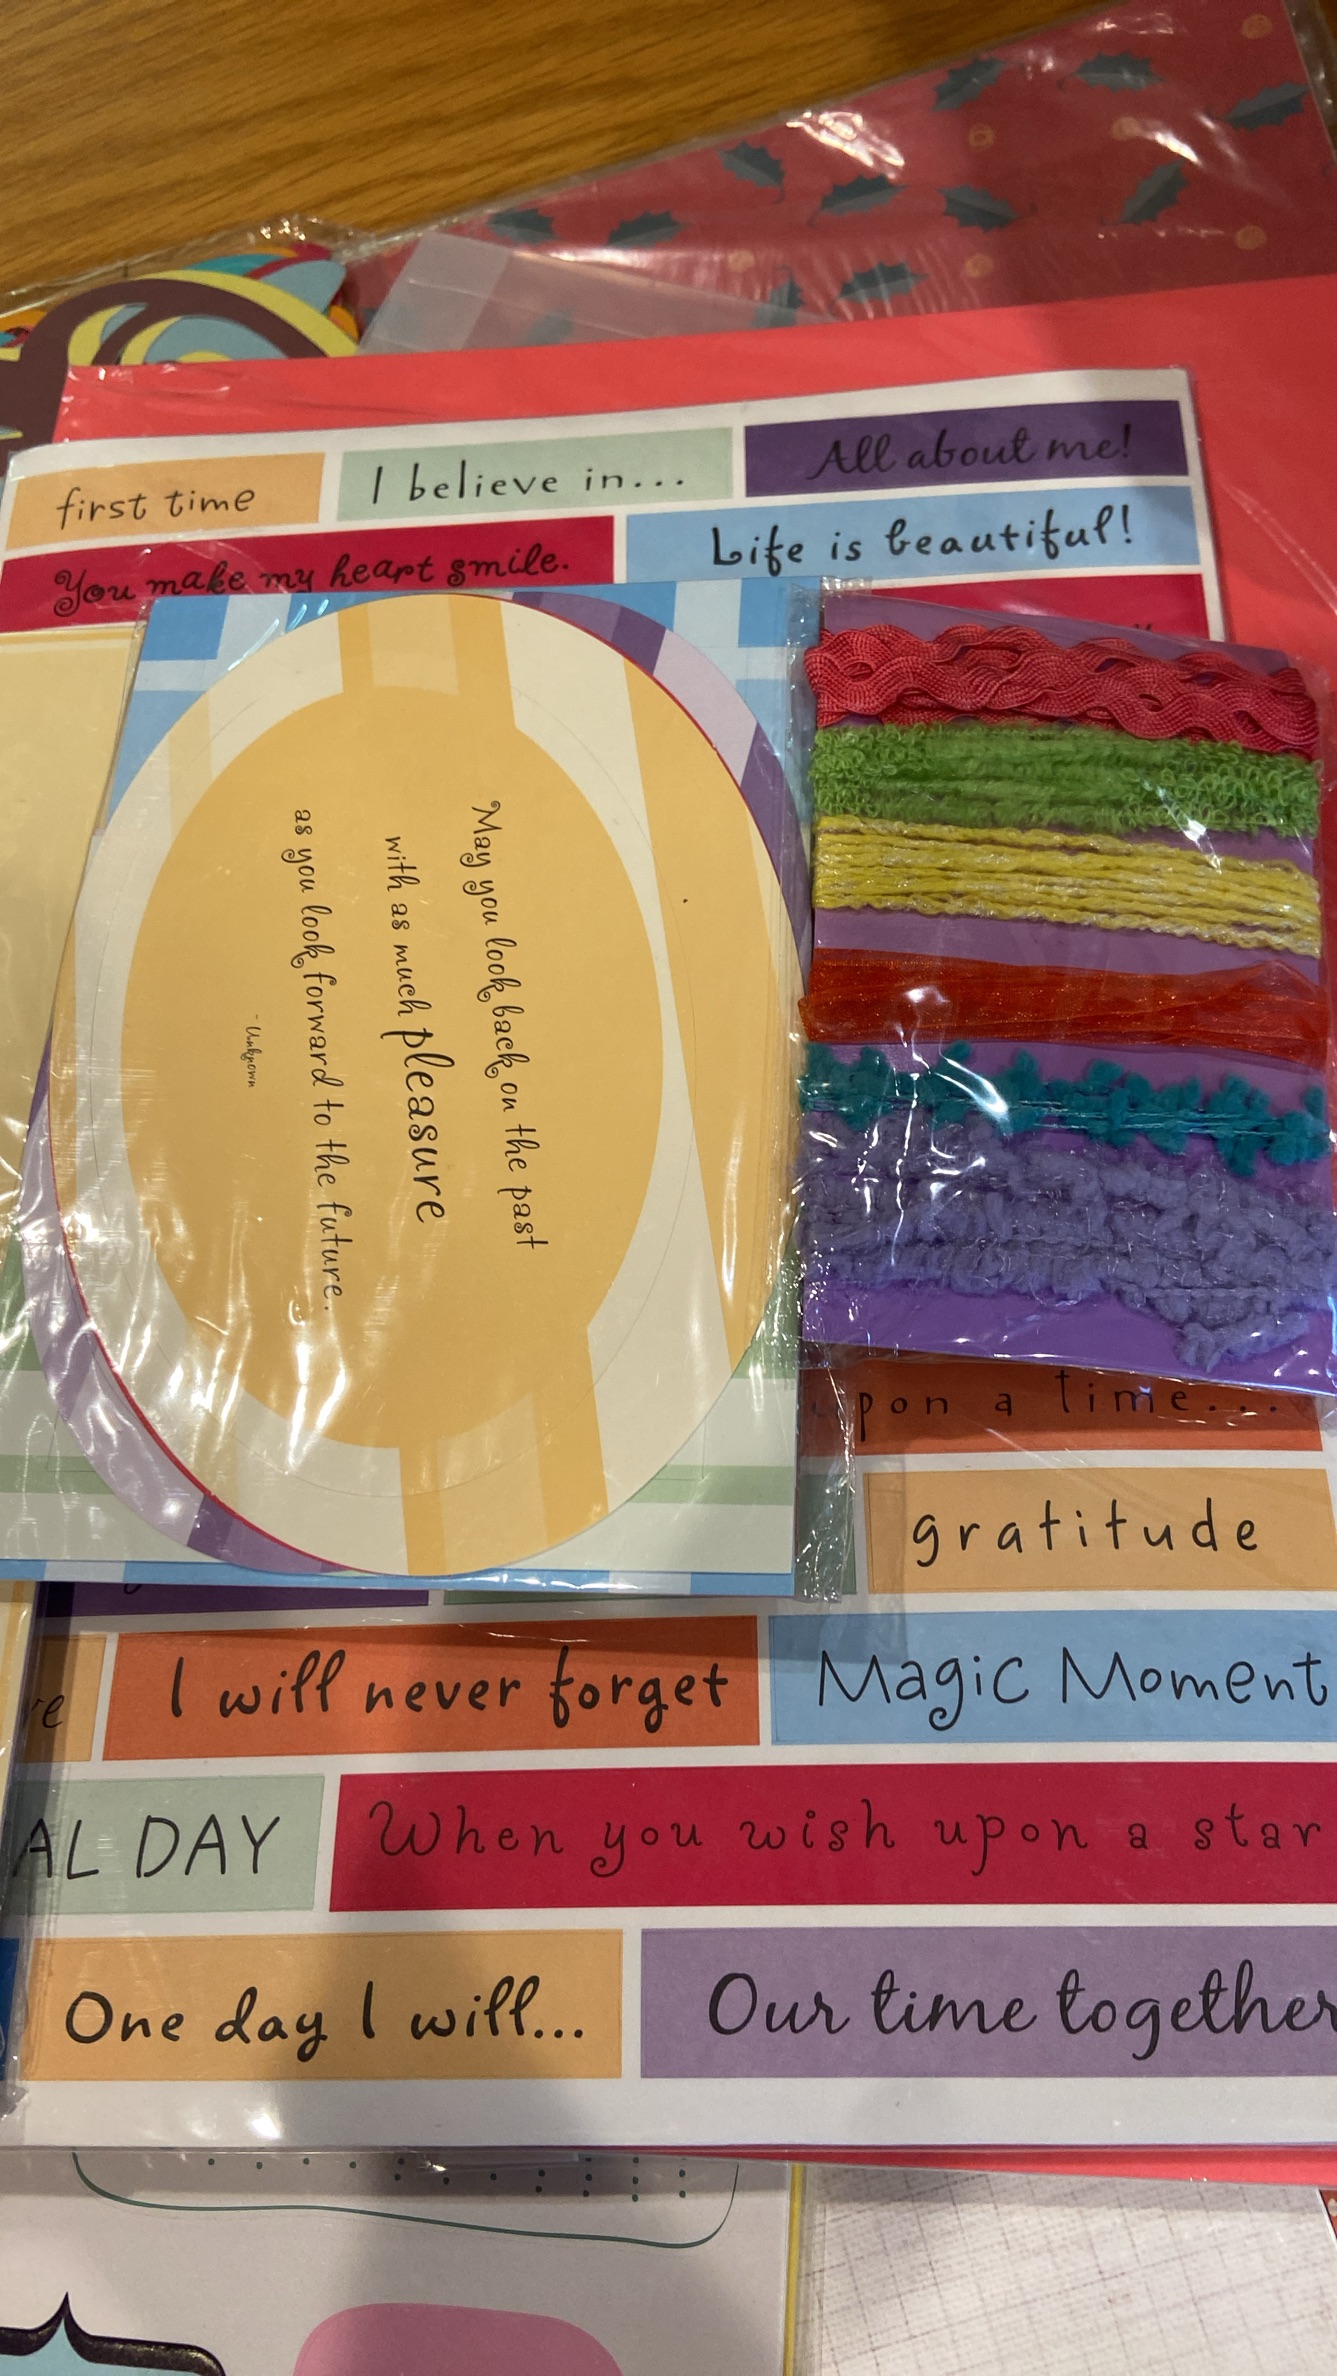 first time
I believe in...
All about me!
You make my heart smile.
Life is beautiful!
May you look back on the past
with as much pleasure
as you look forward to the future.
- Unknown
pon a time...
gratitude
I will never forget
Magic Moment
AL DAY
When you wish upon a star
One day I will...
Our time together